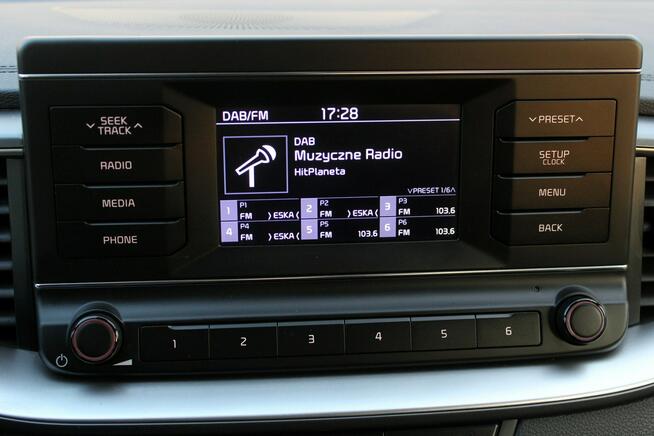 SEEK
TRACK
RADIO
MEDIA
PHONE
DAB/FM 17:28
DAB
Muzyczne Radio
HitPlaneta
PRESET 1/6
1 P1 FM )ESKA(
2 P2 FM )ESKA(
3 P3 FM 103.6
4 P4 FM )ESKA(
5 P5 FM 103.6
6 P6 FM 103.6
PRESET
SETUP
CLOCK
MENU
BACK
1 2 3 4 5 6